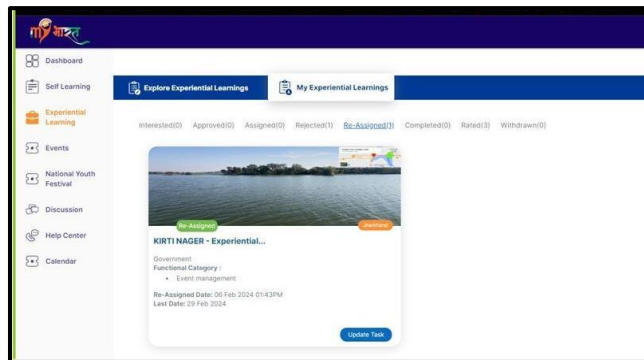 my भारत
Dashboard
Self Learning
Explore Experiential Learnings
My Experiential Learnings
Experiential
Learning
Interested(0) Approved(0) Assigned(0) Rejected(1) Re-Assigned(1) Completed(0) Rated(3) Withdrawn(0)
Events
National Youth
Festival
Discussion
Help Center
Calendar
Re-Assigned
Jharkhand
KIRTI NAGER - Experiential...
Government
Functional Category :
• Event management
Re-Assigned Date: 06 Feb 2024 01:43PM
Last Date: 29 Feb 2024
Update Task